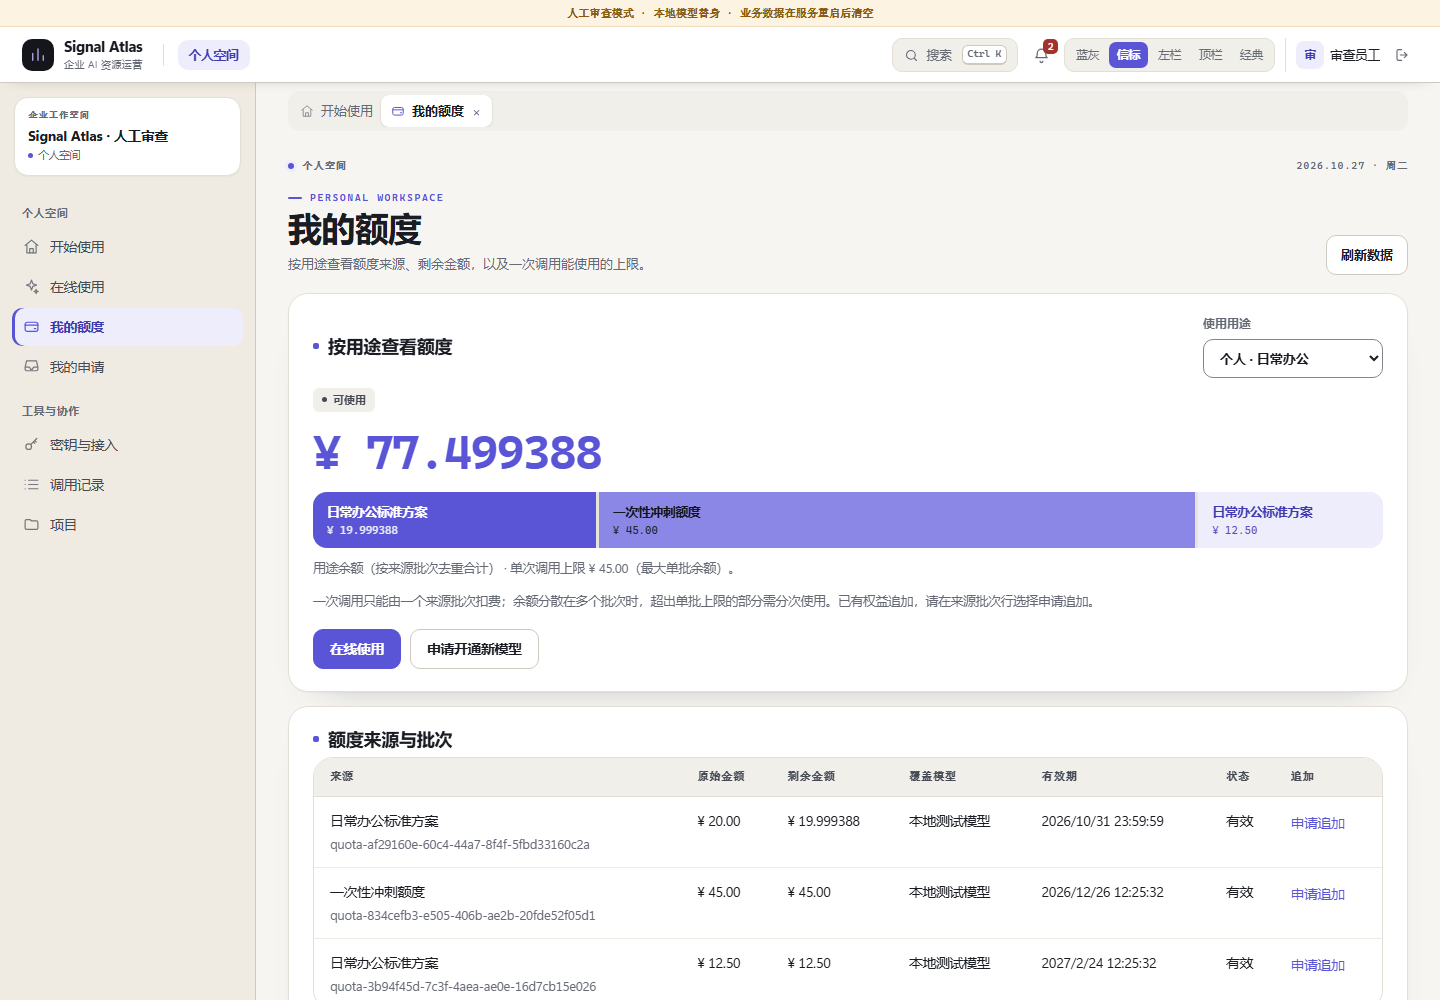 人工审查模式 · 本地模型替身 · 业务数据在服务重启后清空
Signal Atlas
企业 AI 资源运营
个人空间
搜索 Ctrl K
2
蓝灰 信标 左栏 顶栏 经典
审 审查员工
企业工作空间
Signal Atlas · 人工审查
个人空间
个人空间
开始使用
在线使用
我的额度
我的申请
工具与协作
密钥与接入
调用记录
项目
开始使用 我的额度 ×
个人空间
2026.10.27 · 周二
PERSONAL WORKSPACE
我的额度
按用途查看额度来源、剩余金额，以及一次调用能使用的上限。
刷新数据
按用途查看额度
使用用途
个人 · 日常办公
可使用
¥ 77.499388
日常办公标准方案
¥ 19.999388
一次性冲刺额度
¥ 45.00
日常办公标准方案
¥ 12.50
用途余额（按来源批次去重合计） · 单次调用上限 ¥ 45.00（最大单批余额）。
一次调用只能由一个来源批次扣费；余额分散在多个批次时，超出单批上限的部分需分次使用。已有权益追加，请在来源批次行选择申请追加。
在线使用 申请开通新模型
额度来源与批次
来源 原始金额 剩余金额 覆盖模型 有效期 状态 追加
日常办公标准方案 ¥ 20.00 ¥ 19.999388 本地测试模型 2026/10/31 23:59:59 有效 申请追加
quota-af29160e-60c4-44a7-8f4f-5fbd33160c2a
一次性冲刺额度 ¥ 45.00 ¥ 45.00 本地测试模型 2026/12/26 12:25:32 有效 申请追加
quota-834cefb3-e505-406b-ae2b-20fde52f05d1
日常办公标准方案 ¥ 12.50 ¥ 12.50 本地测试模型 2027/2/24 12:25:32 有效 申请追加
quota-3b94f45d-7c3f-4aea-ae0e-16d7cb15e026